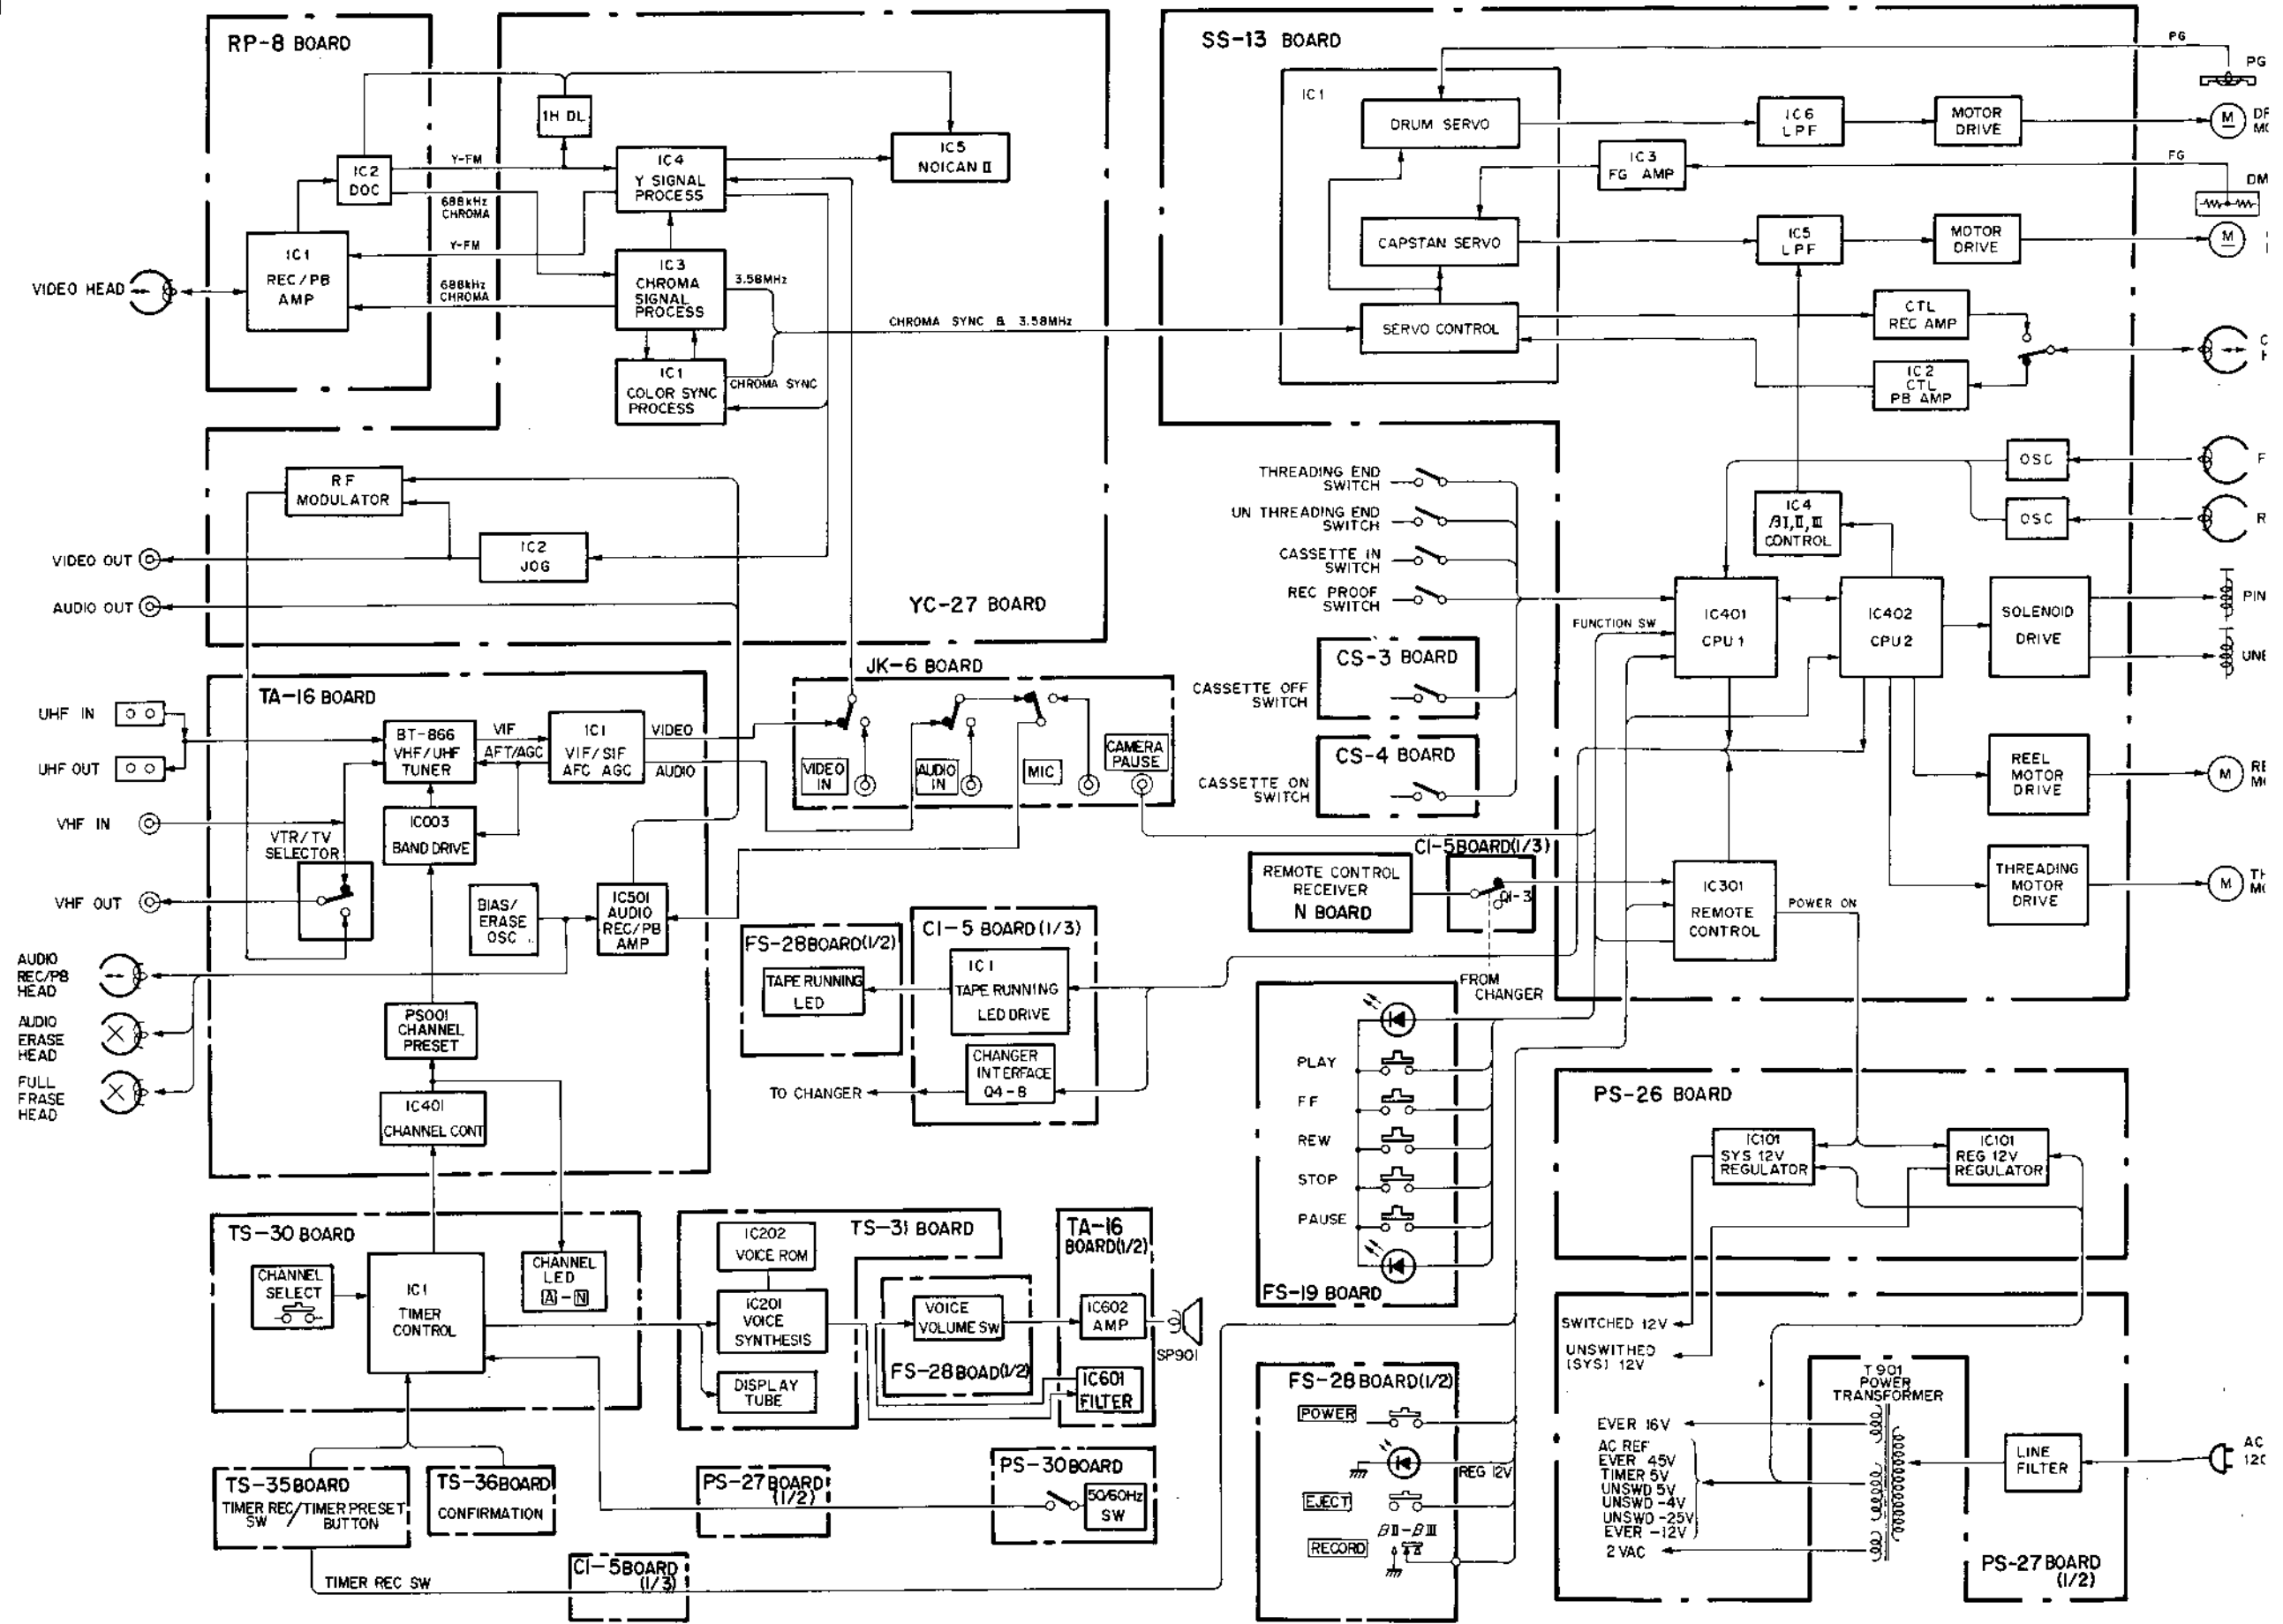 RP-8 BOARD
1H DL
IC2
DOC
Y-FM
688kHz
CHROMA
IC4
Y SIGNAL
PROCESS
IC5
NOICAN II
IC1
REC/PB
AMP
Y-FM
688kHz
CHROMA
IC3
CHROMA
SIGNAL
PROCESS
3.58MHz
IC1
COLOR SYNC
PROCESS
CHROMA SYNC
VIDEO HEAD
CHROMA SYNC & 3.58MHz
RF
MODULATOR
IC2
JOG
VIDEO OUT
AUDIO OUT
YC-27 BOARD
SS-13 BOARD
IC1
DRUM SERVO
CAPSTAN SERVO
SERVO CONTROL
IC6
LPF
MOTOR
DRIVE
PG
PG
M
IC3
FG AMP
FG
DM
IC5
LPF
MOTOR
DRIVE
M
CTL
REC AMP
IC2
CTL
PB AMP
OSC
OSC
IC4
βI,II,III
CONTROL
THREADING END
SWITCH
UN THREADING END
SWITCH
CASSETTE IN
SWITCH
REC PROOF
SWITCH
FUNCTION SW
IC401
CPU1
IC402
CPU2
SOLENOID
DRIVE
PIN
UNE
CS-3 BOARD
CASSETTE OFF
SWITCH
CS-4 BOARD
CASSETTE ON
SWITCH
REEL
MOTOR
DRIVE
M
THREADING
MOTOR
DRIVE
M
CI-5BOARD(1/3)
REMOTE CONTROL
RECEIVER
N BOARD
Q1-3
FROM
CHANGER
IC301
REMOTE
CONTROL
POWER ON
TA-16 BOARD
UHF IN
UHF OUT
VHF IN
VHF OUT
BT-866
VHF/UHF
TUNER
VIF
AFT/AGC
IC1
VIF/SIF
AFC AGC
VIDEO
AUDIO
IC003
BAND DRIVE
VTR/TV
SELECTOR
BIAS/
ERASE
OSC
IC501
AUDIO
REC/PB
AMP
PS001
CHANNEL
PRESET
IC401
CHANNEL CONT
AUDIO
REC/PB
HEAD
AUDIO
ERASE
HEAD
FULL
FRASE
HEAD
JK-6 BOARD
VIDEO
IN
AUDIO
IN
MIC
CAMERA
PAUSE
FS-28BOARD(1/2)
TAPE RUNNING
LED
CI-5 BOARD(1/3)
IC1
TAPE RUNNING
LED DRIVE
CHANGER
INTERFACE
Q4-8
TO CHANGER
PLAY
FF
REW
STOP
PAUSE
FS-19 BOARD
PS-26 BOARD
IC101
SYS 12V
REGULATOR
IC101
REG 12V
REGULATOR
TS-30 BOARD
CHANNEL
SELECT
IC1
TIMER
CONTROL
CHANNEL
LED
A-N
TS-31 BOARD
IC202
VOICE ROM
IC201
VOICE
SYNTHESIS
DISPLAY
TUBE
VOICE
VOLUME SW
FS-28BOAD(1/2)
TA-16
BOARD(1/2)
IC602
AMP
IC601
FILTER
SP901
TS-35BOARD
TIMER REC/TIMER PRESET
SW / BUTTON
TS-36BOARD
CONFIRMATION
PS-27BOARD
(1/2)
PS-30BOARD
50/60Hz
SW
CI-5BOARD
(1/3)
TIMER REC SW
FS-28BOARD(1/2)
POWER
REG 12V
EJECT
βII-βIII
RECORD
SWITCHED 12V
UNSWITHED
(SYS) 12V
T901
POWER
TRANSFORMER
EVER 16V
AC REF
EVER 45V
TIMER 5V
UNSWD 5V
UNSWD -4V
UNSWD -25V
EVER -12V
2 VAC
LINE
FILTER
AC
PS-27BOARD
(1/2)